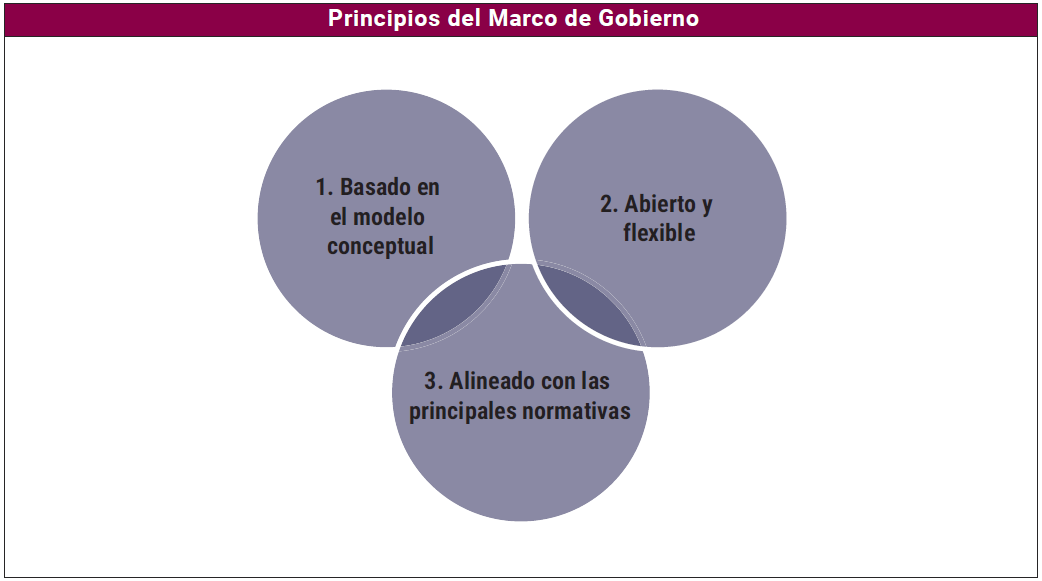 Principios del Marco de Gobierno
1. Basado en
el modelo
conceptual
2. Abierto y
flexible
3. Alineado con las
principales normativas